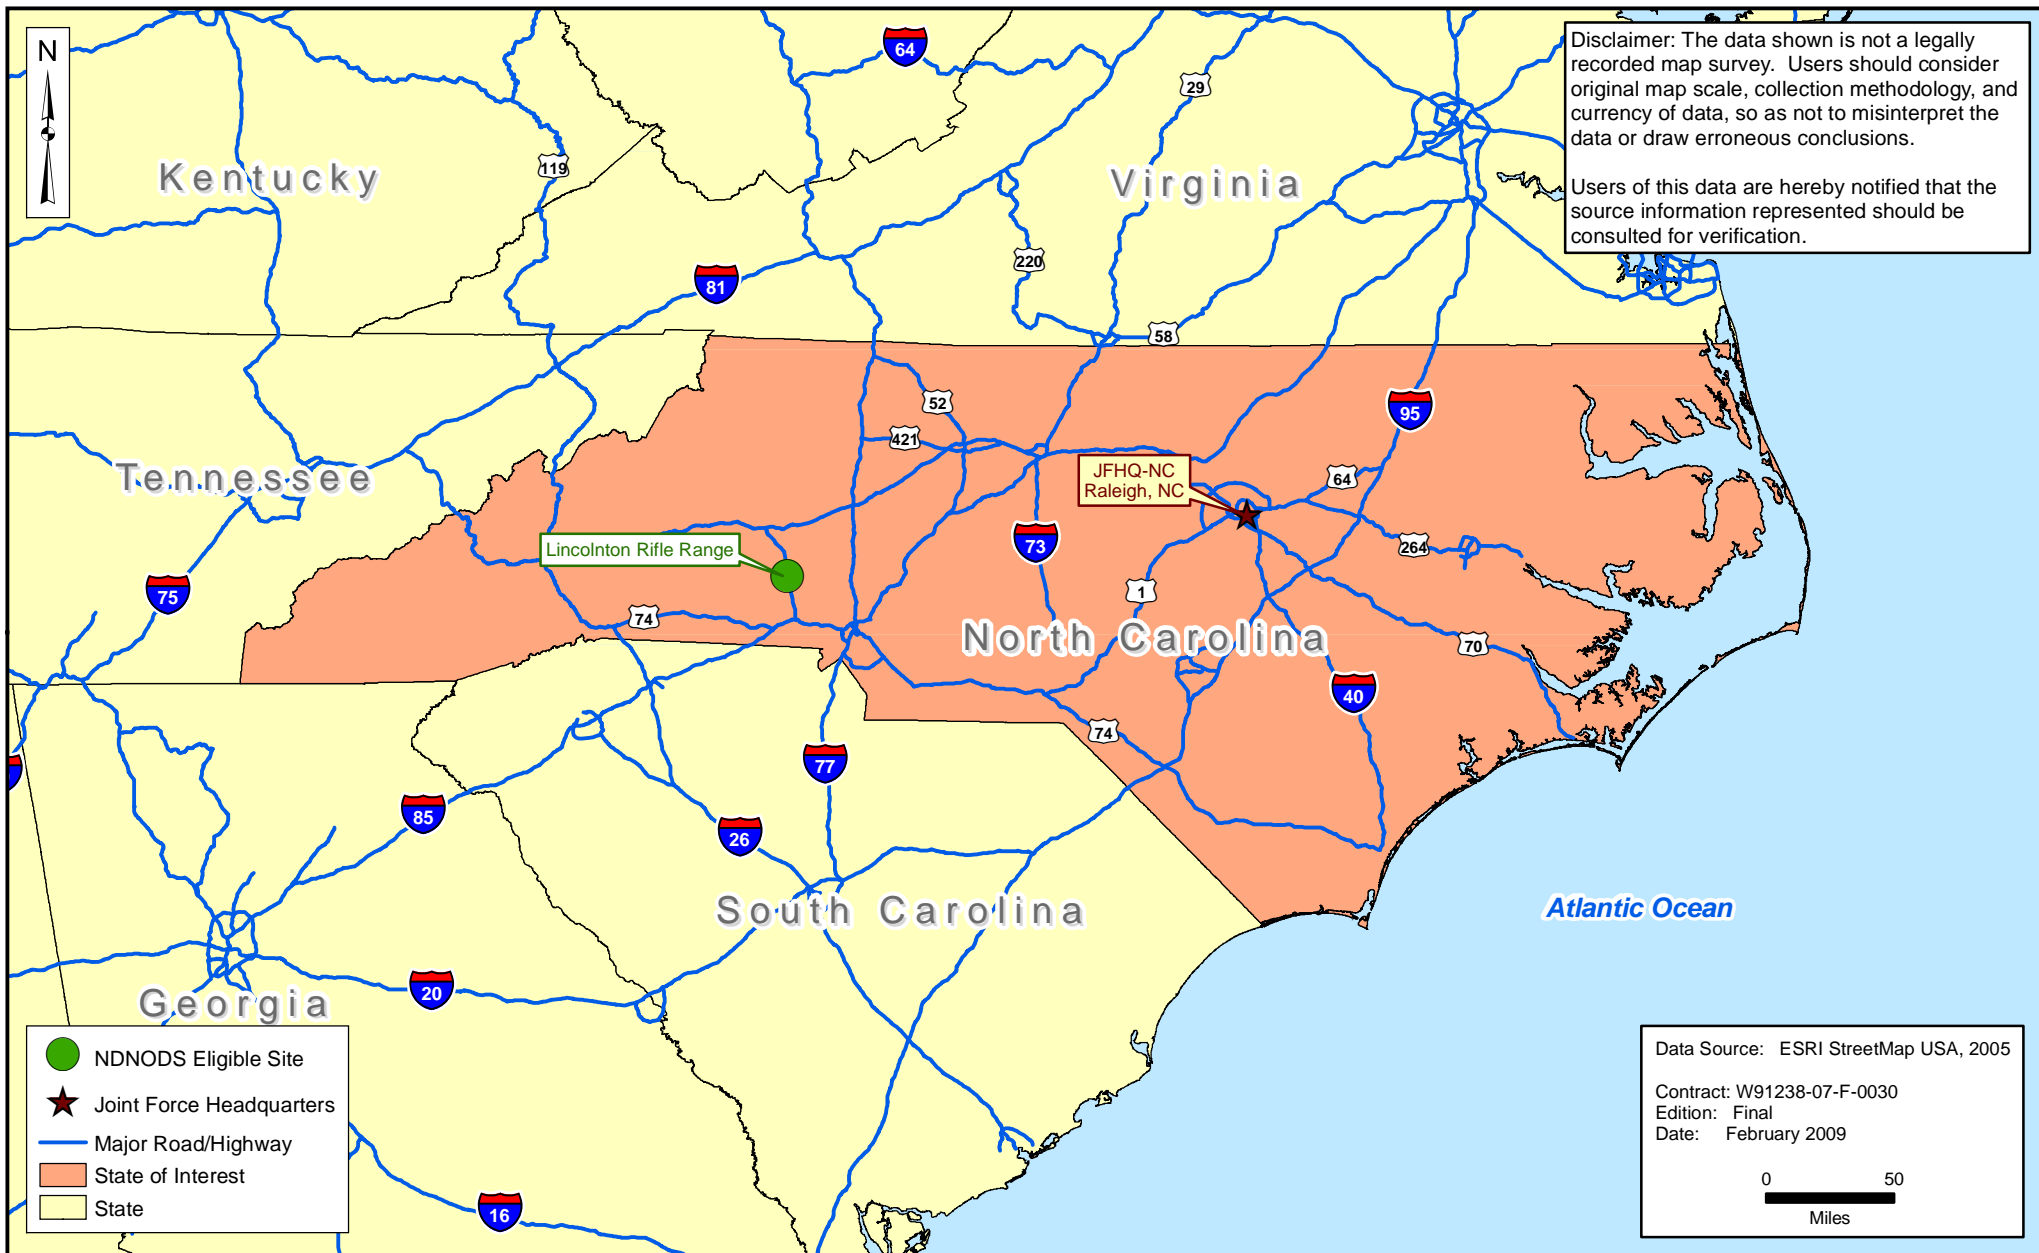 N
Disclaimer: The data shown is not a legally
recorded map survey. Users should consider
original map scale, collection methodology, and
currency of data, so as not to misinterpret the
data or draw erroneous conclusions.
Users of this data are hereby notified that the
source information represented should be
consulted for verification.
64
29
Kentucky
119
Virginia
220
81
58
52
95
421
Tennessee
JFHQ-NC
Raleigh, NC
64
Lincolnton Rifle Range
73
264
75
1
74
North Carolina
70
40
74
77
85
26
South Carolina
Atlantic Ocean
20
Georgia
16
NDNODS Eligible Site
Joint Force Headquarters
Major Road/Highway
State of Interest
State
Data Source: ESRI StreetMap USA, 2005
Contract: W91238-07-F-0030
Edition: Final
Date: February 2009
0 50
Miles